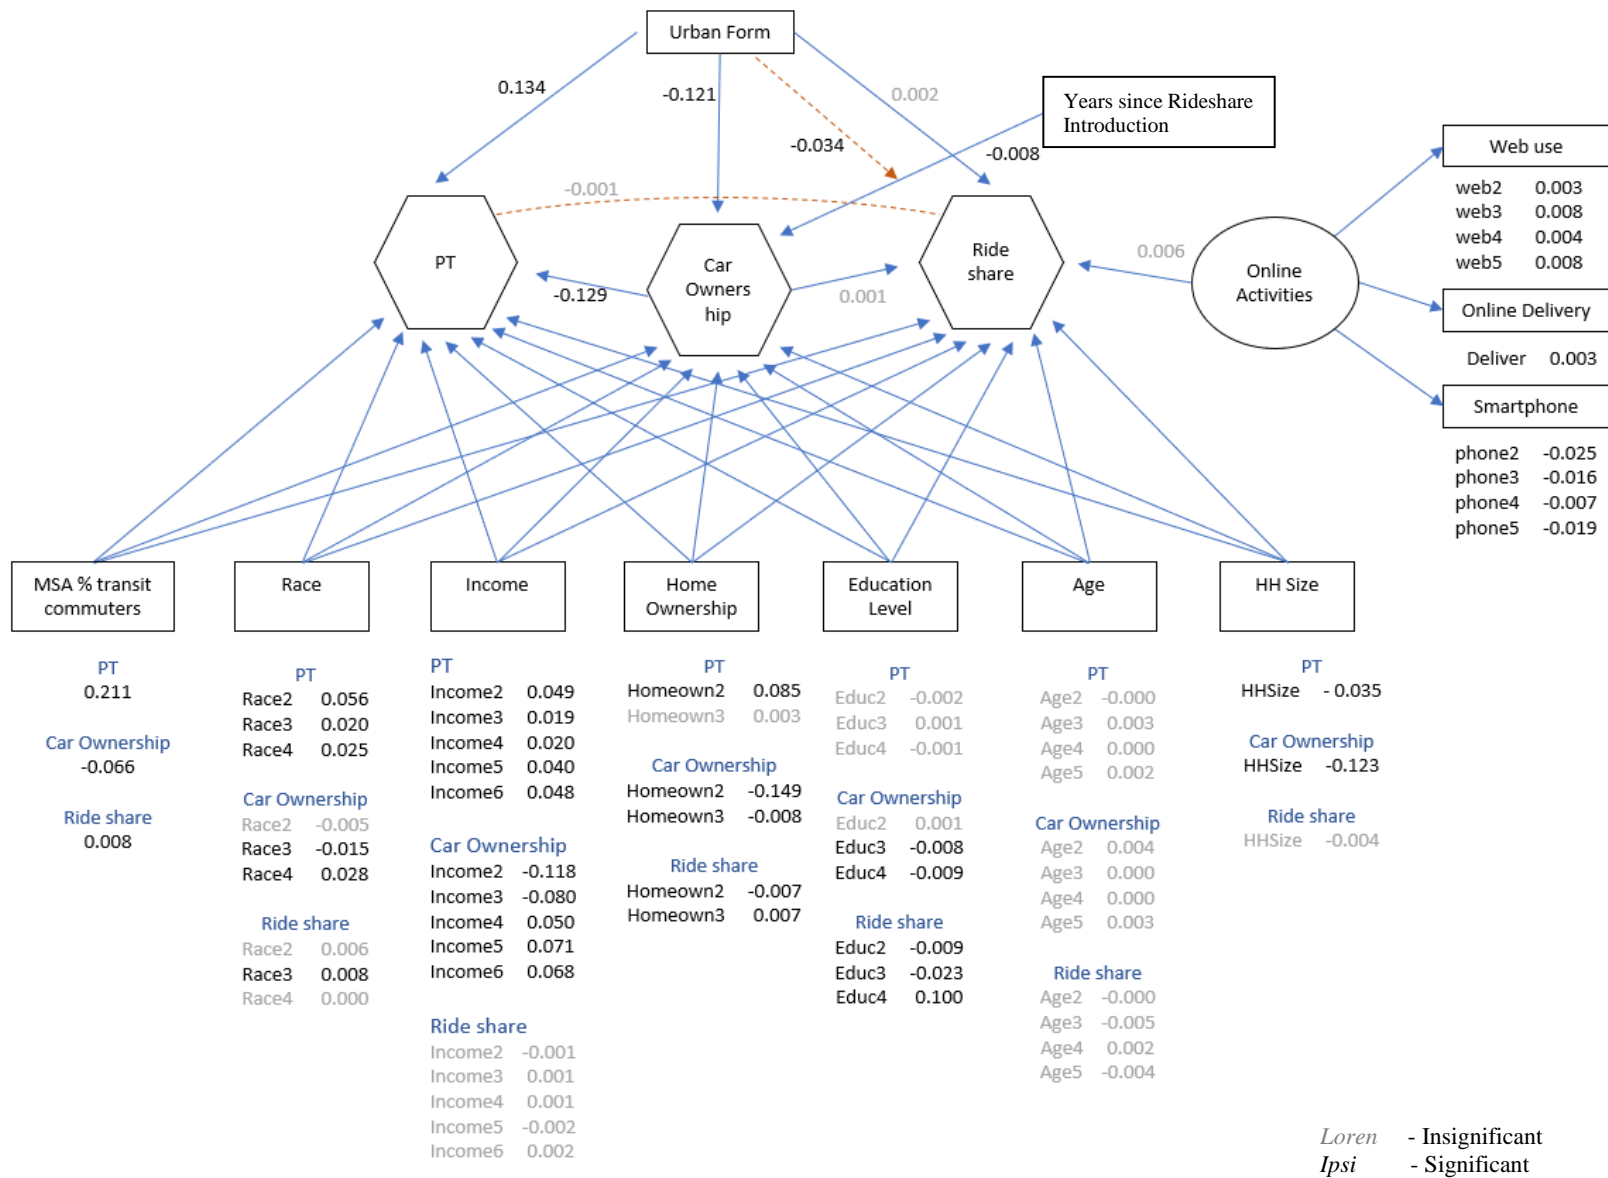 Urban Form
0.134
-0.121
0.002
-0.034
Years since Rideshare
Introduction
-0.008
-0.001
PT
Car
Owners
hip
Ride
share
-0.129
0.001
0.006
Online
Activities
Web use
web2 0.003
web3 0.008
web4 0.004
web5 0.008
Online Delivery
Deliver 0.003
Smartphone
phone2 -0.025
phone3 -0.016
phone4 -0.007
phone5 -0.019
MSA % transit
commuters
PT
0.211
Car Ownership
-0.066
Ride share
0.008
Race
PT
Race2 0.056
Race3 0.020
Race4 0.025
Car Ownership
Race2 -0.005
Race3 -0.015
Race4 0.028
Ride share
Race2 0.006
Race3 0.008
Race4 0.000
Income
PT
Income2 0.049
Income3 0.019
Income4 0.020
Income5 0.040
Income6 0.048
Car Ownership
Income2 -0.118
Income3 -0.080
Income4 0.050
Income5 0.071
Income6 0.068
Ride share
Income2 -0.001
Income3 0.001
Income4 0.001
Income5 -0.002
Income6 0.002
Home
Ownership
PT
Homeown2 0.085
Homeown3 0.003
Car Ownership
Homeown2 -0.149
Homeown3 -0.008
Ride share
Homeown2 -0.007
Homeown3 0.007
Education
Level
PT
Educ2 -0.002
Educ3 0.001
Educ4 -0.001
Car Ownership
Educ2 0.001
Educ3 -0.008
Educ4 -0.009
Ride share
Educ2 -0.009
Educ3 -0.023
Educ4 0.100
Age
PT
Age2 -0.000
Age3 0.003
Age4 0.000
Age5 0.002
Car Ownership
Age2 0.004
Age3 0.000
Age4 0.000
Age5 0.003
Ride share
Age2 -0.000
Age3 -0.005
Age4 0.002
Age5 -0.004
HH Size
PT
HHSize - 0.035
Car Ownership
HHSize -0.123
Ride share
HHSize -0.004
Loren - Insignificant
Ipsi - Significant